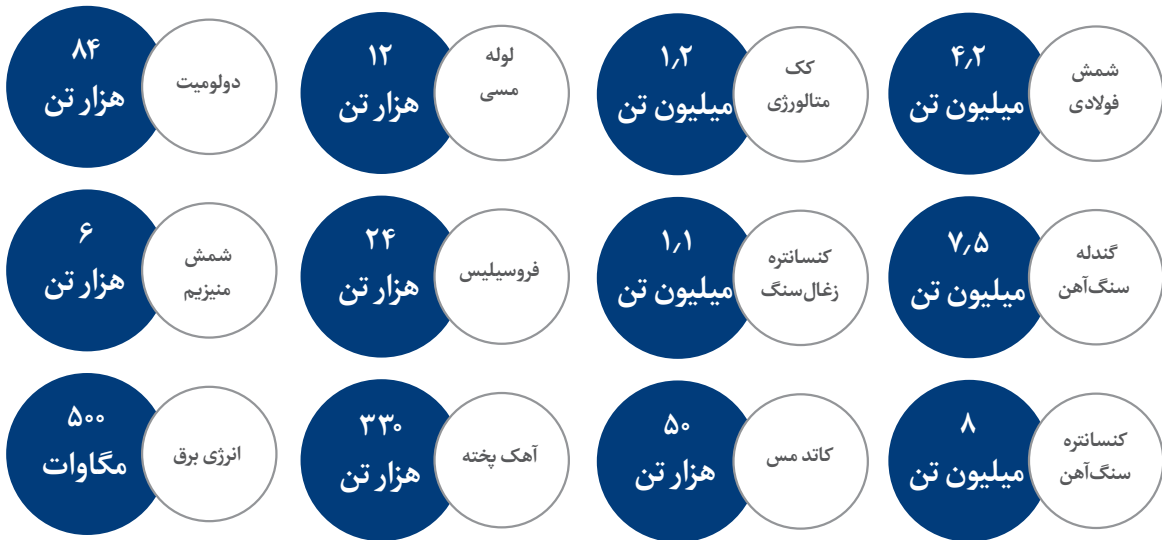 شمش
فولادی
۴٫۲
میلیون تن
کک
متالورژی
۱٫۲
میلیون تن
لوله
مسی
۱۲
هزار تن
دولومیت
۸۴
هزار تن
گندله
سنگ‌آهن
۷٫۵
میلیون تن
کنسانتره
زغال‌سنگ
۱٫۱
میلیون تن
فروسیلیس
۲۴
هزار تن
شمش
منیزیم
۶
هزار تن
کنسانتره
سنگ‌آهن
۸
میلیون تن
کاتد مس
۵۰
هزار تن
آهک پخته
۳۳۰
هزار تن
انرژی برق
۵۰۰
مگاوات